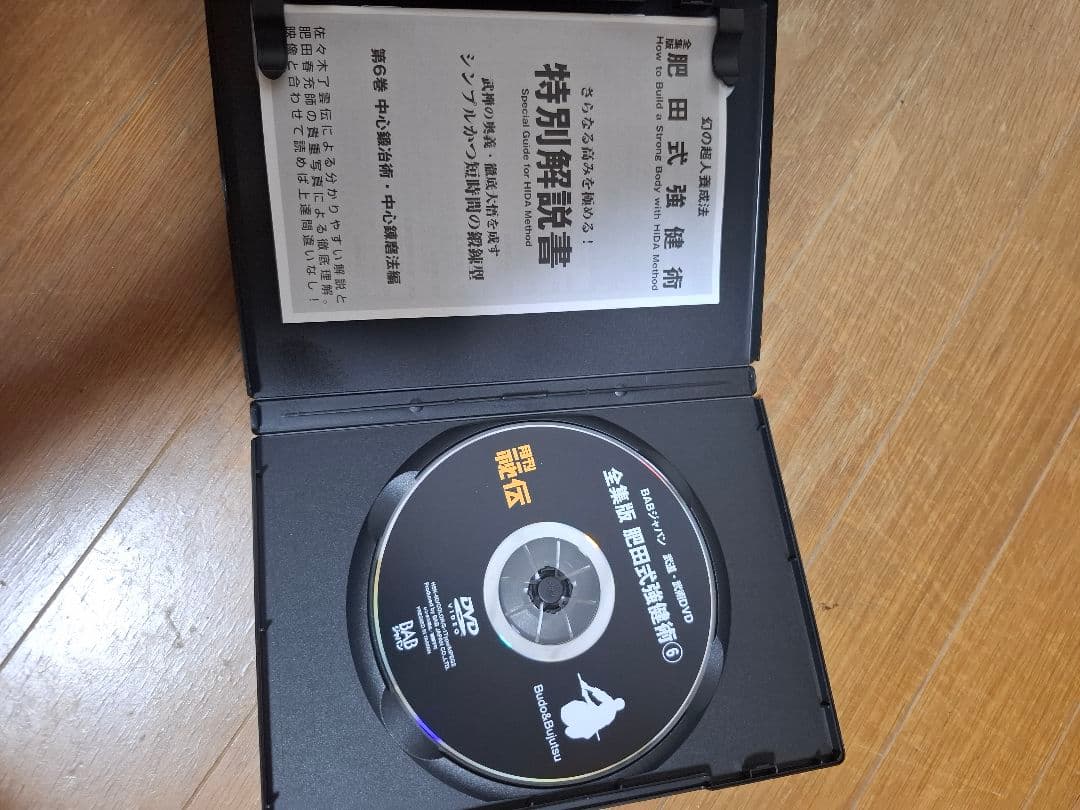 幻の超人養成法
全集版 肥田式強健術
How to Build a Strong Body with HIDA Method
さらなる高みを極める！
特別解説書
Special Guide for HIDA Method
武禅の奥義・徹底大悟を成す
シンプルかつ短時間の鍛錬型
第6巻 中心鍛冶術・中心錬磨法編
佐々木了雲伝による分かりやすい解説と
肥田春充師の貴重写真による徹底理解。
映像と合わせて読めば上達間違いなし！
BABジャパン 武道・武術DVD
全集版 肥田式強健術⑥
月刊
秘伝
Budo&Bujutsu
DVD
VIDEO
BAB